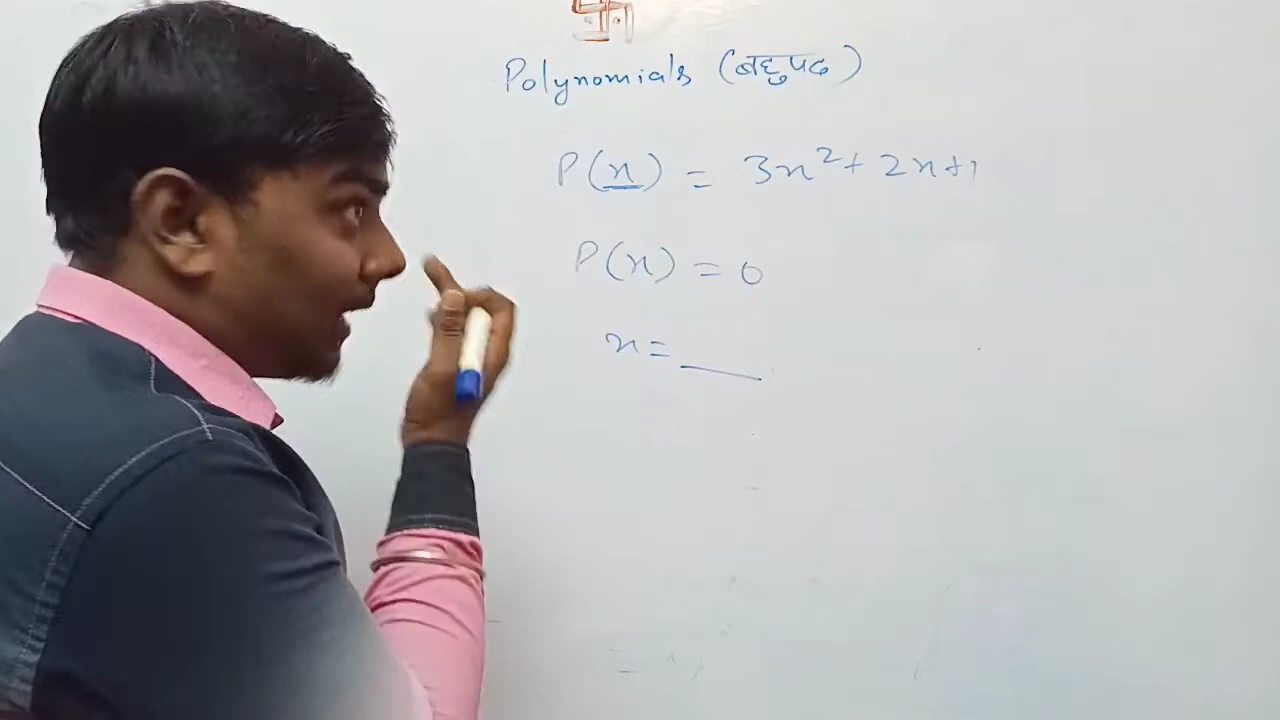 Polynomials (बहुपद)
P(x) = 3x²+ 2x+1
P(x) = 0
x= ___